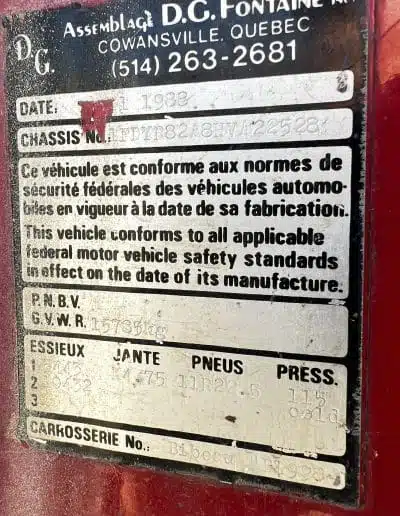 ASSEMBLAGE D.G. FONTAINE
D.G.
COWANSVILLE, QUEBEC
(514) 263-2681
DATE: 1 1988
CHASSIS No.
Ce véhicule est conforme aux normes de
sécurité fédérales des véhicules automo-
biles en vigueur à la date de sa fabrication.
This vehicle conforms to all applicable
federal motor vehicle safety standards
in effect on the date of its manufacture.
P.N.B.V.
G.V.W.R.
ESSIEUX JANTE PNEUS PRESS.
1 11R22.5
2
3 Cold
CARROSSERIE No.: